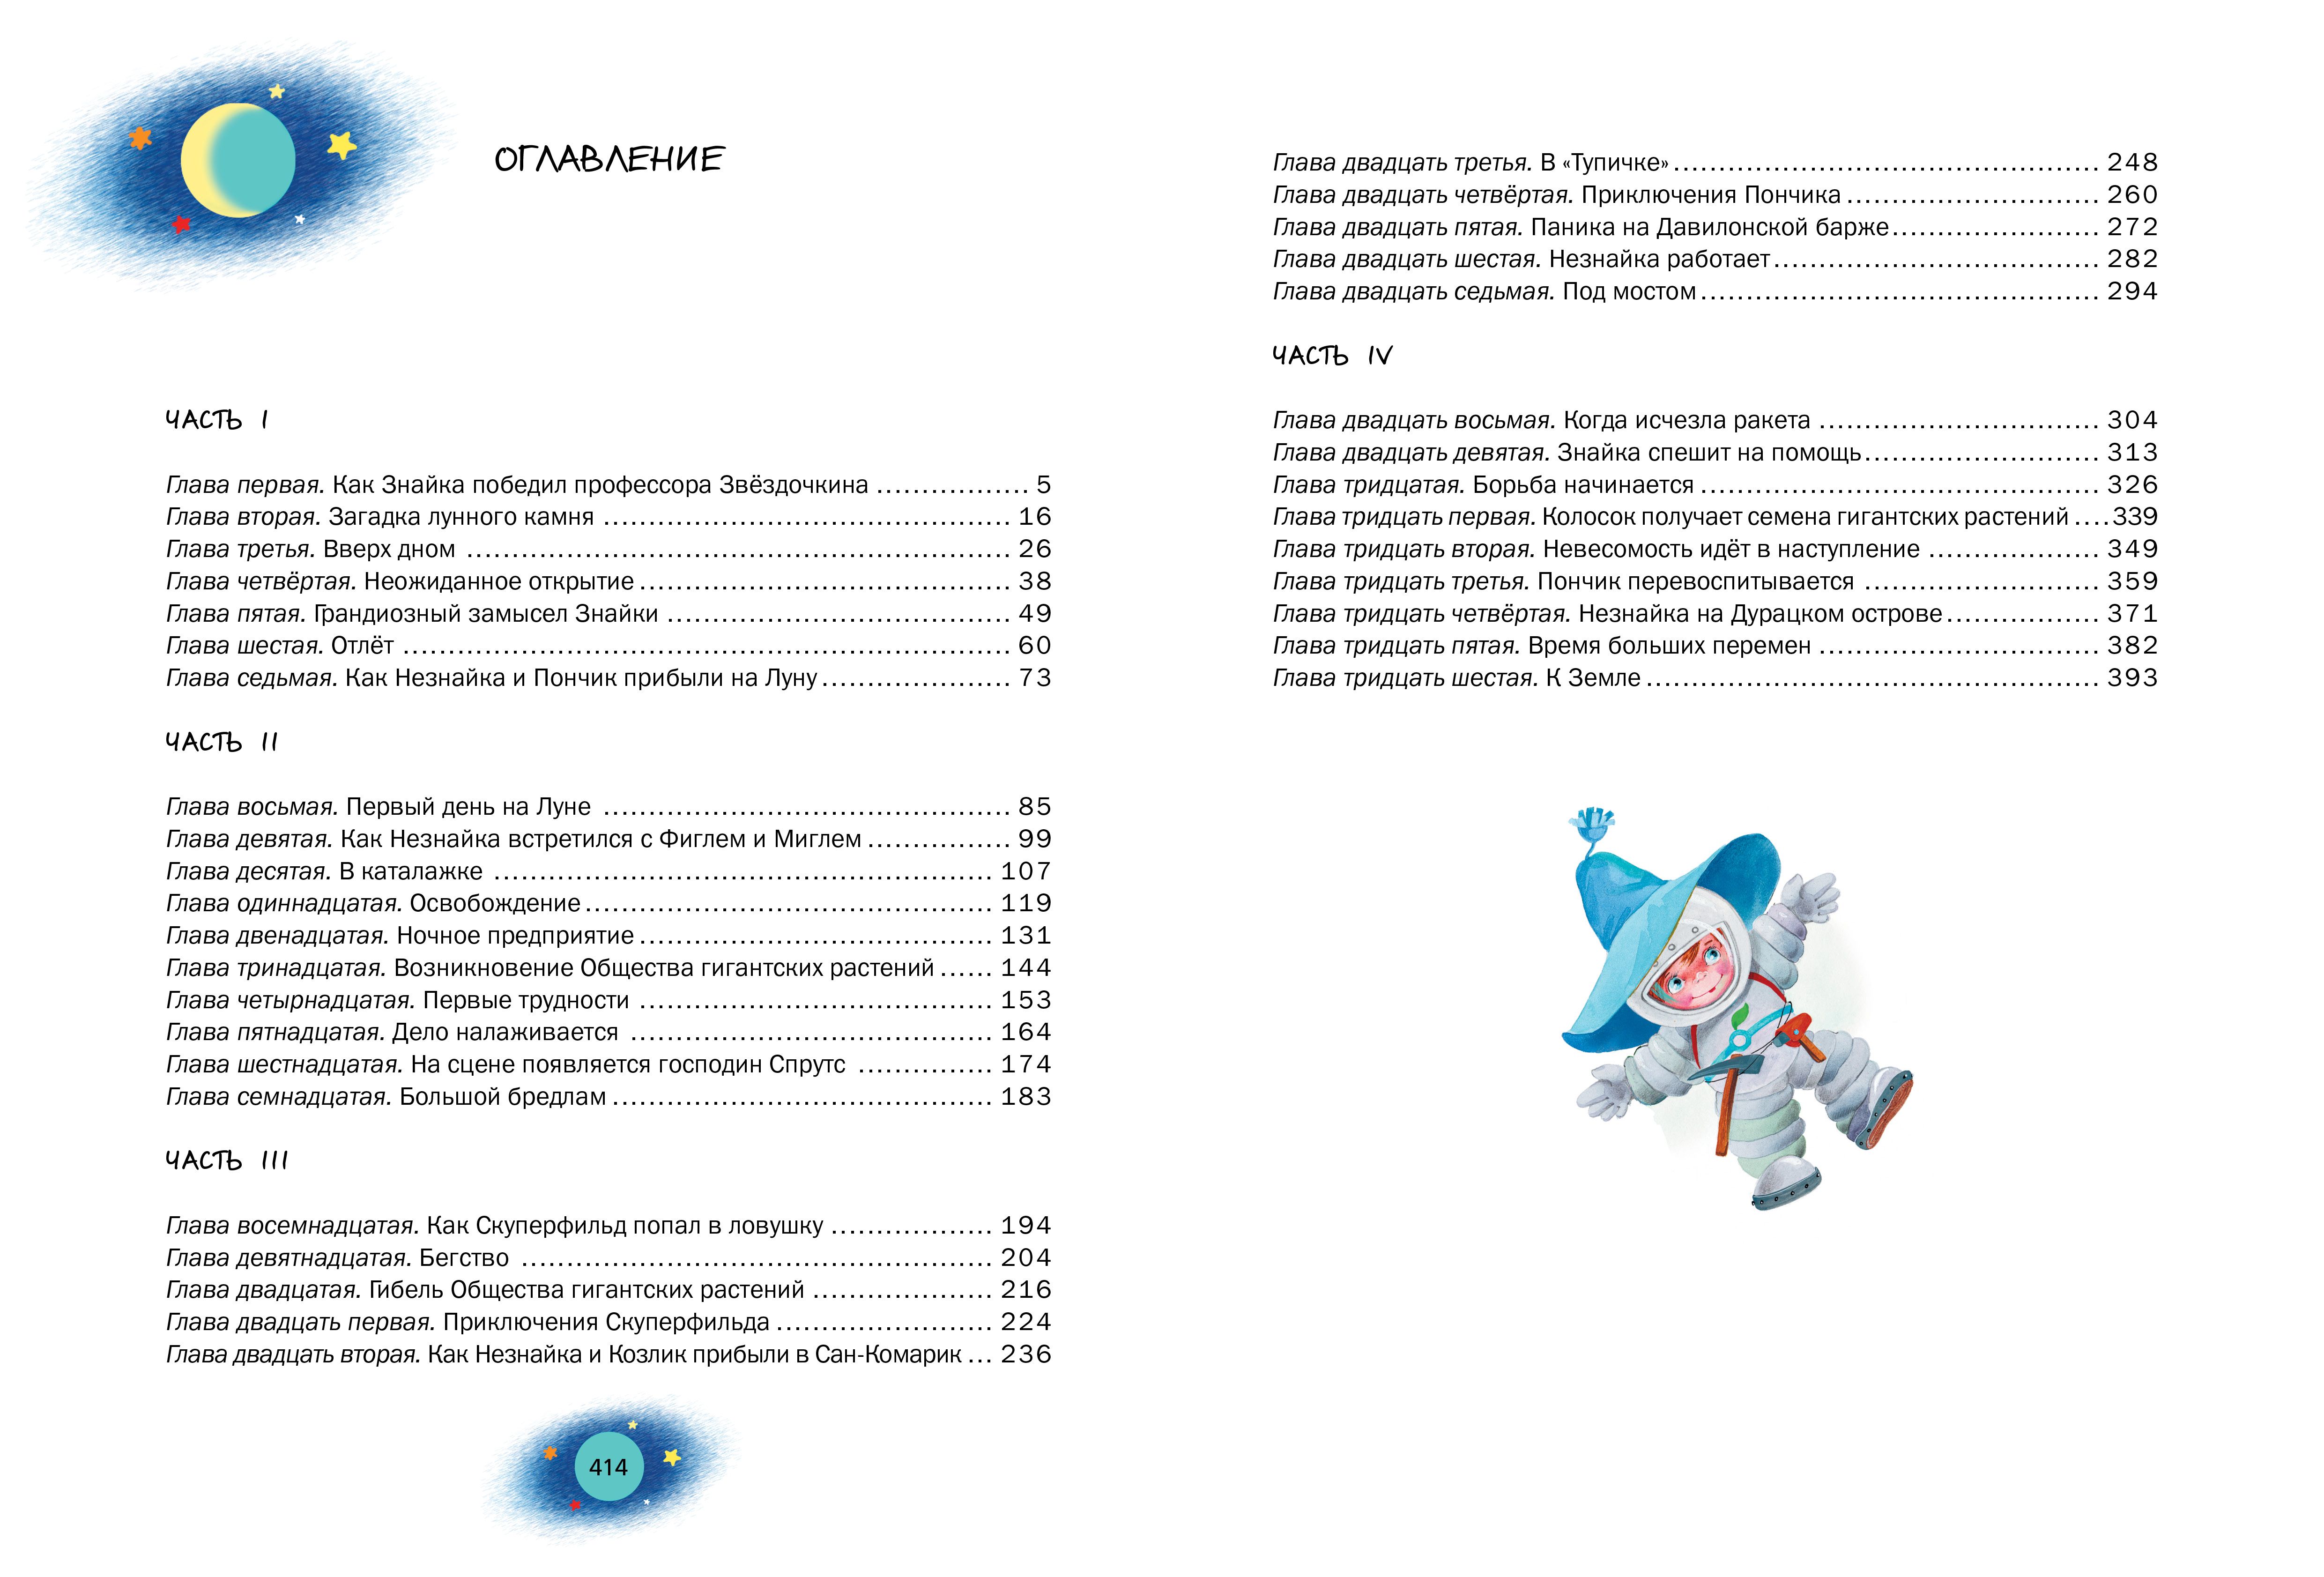 ОГЛАВЛЕНИЕ
ЧАСТЬ I
Глава первая. Как Знайка победил профессора Звёздочкина ................. 5
Глава вторая. Загадка лунного камня ............................................. 16
Глава третья. Вверх дном ............................................................ 26
Глава четвёртая. Неожиданное открытие ......................................... 38
Глава пятая. Грандиозный замысел Знайки ...................................... 49
Глава шестая. Отлёт ................................................................... 60
Глава седьмая. Как Незнайка и Пончик прибыли на Луну ..................... 73
ЧАСТЬ II
Глава восьмая. Первый день на Луне ............................................. 85
Глава девятая. Как Незнайка встретился с Фиглем и Миглем ................ 99
Глава десятая. В каталажке ....................................................... 107
Глава одиннадцатая. Освобождение ............................................. 119
Глава двенадцатая. Ночное предприятие ....................................... 131
Глава тринадцатая. Возникновение Общества гигантских растений ...... 144
Глава четырнадцатая. Первые трудности ....................................... 153
Глава пятнадцатая. Дело налаживается ........................................ 164
Глава шестнадцатая. На сцене появляется господин Спрутс ............... 174
Глава семнадцатая. Большой бредлам .......................................... 183
ЧАСТЬ III
Глава восемнадцатая. Как Скуперфильд попал в ловушку .................. 194
Глава девятнадцатая. Бегство .................................................... 204
Глава двадцатая. Гибель Общества гигантских растений .................... 216
Глава двадцать первая. Приключения Скуперфильда ........................ 224
Глава двадцать вторая. Как Незнайка и Козлик прибыли в Сан-Комарик ... 236
414
Глава двадцать третья. В «Тупичке» ............................................... 248
Глава двадцать четвёртая. Приключения Пончика ............................ 260
Глава двадцать пятая. Паника на Давилонской барже ....................... 272
Глава двадцать шестая. Незнайка работает .................................... 282
Глава двадцать седьмая. Под мостом ............................................ 294
ЧАСТЬ IV
Глава двадцать восьмая. Когда исчезла ракета ............................... 304
Глава двадцать девятая. Знайка спешит на помощь .......................... 313
Глава тридцатая. Борьба начинается ............................................ 326
Глава тридцать первая. Колосок получает семена гигантских растений ....339
Глава тридцать вторая. Невесомость идёт в наступление ................... 349
Глава тридцать третья. Пончик перевоспитывается .......................... 359
Глава тридцать четвёртая. Незнайка на Дурацком острове ................. 371
Глава тридцать пятая. Время больших перемен ............................... 382
Глава тридцать шестая. К Земле .................................................. 393